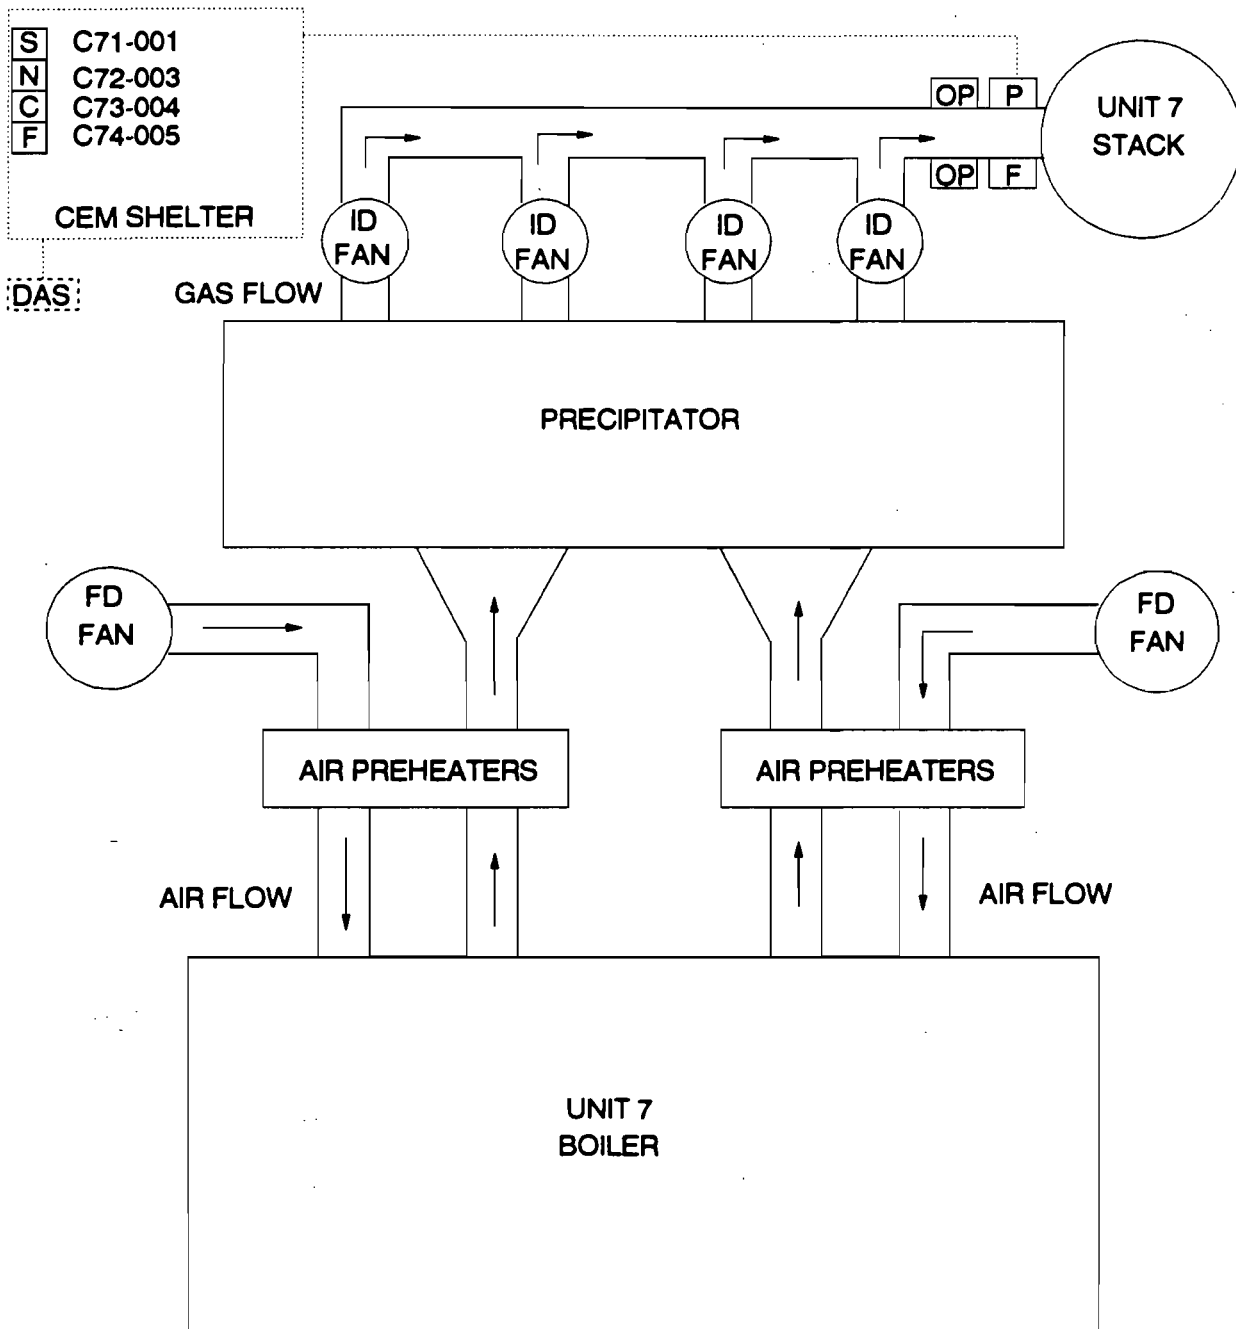 S C71-001
N C72-003
C C73-004
F C74-005
CEM SHELTER
DAS
OP P
OP F
UNIT 7
STACK
ID
FAN
ID
FAN
ID
FAN
ID
FAN
GAS FLOW
PRECIPITATOR
FD
FAN
FD
FAN
AIR PREHEATERS
AIR PREHEATERS
AIR FLOW
AIR FLOW
UNIT 7
BOILER